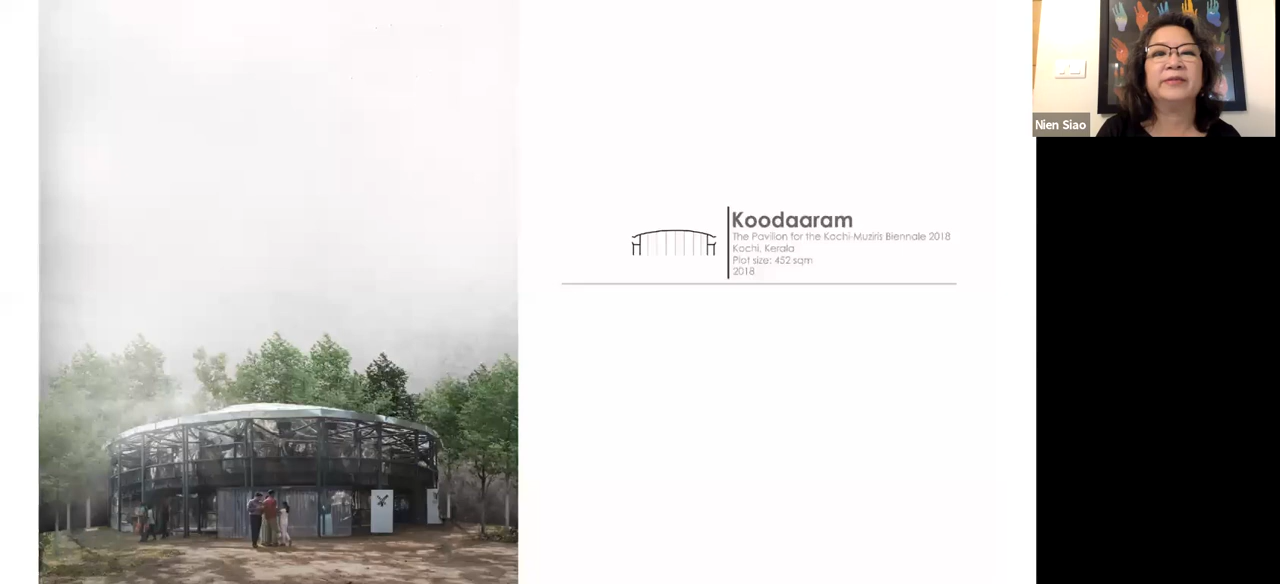 Koodaaram
The Pavilion for the Kochi-Muziris Biennale 2018
Kochi, Kerala
Plot size: 452 sqm
2018
Nien Siao